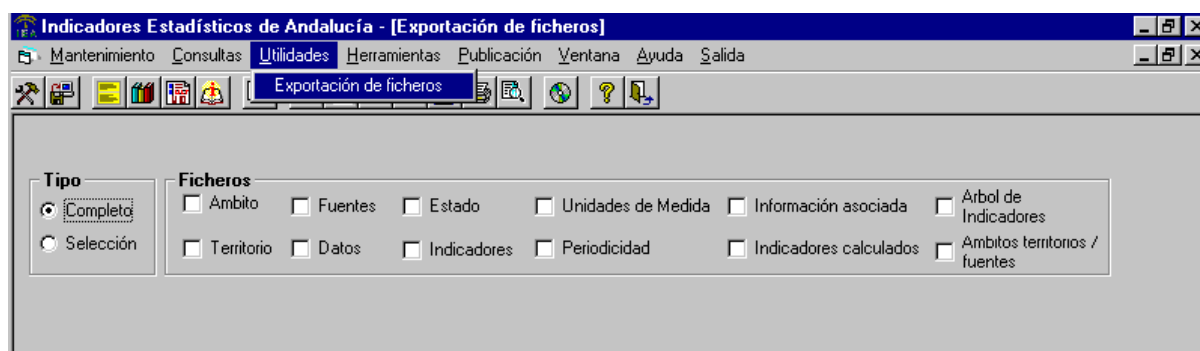 Indicadores Estadísticos de Andalucía - [Exportación de ficheros]
Mantenimiento Consultas Utilidades Herramientas Publicación Ventana Ayuda Salida
Exportación de ficheros
Tipo
Completo
Selección
Ficheros
Ambito Fuentes Estado Unidades de Medida Información asociada Arbol de
Indicadores
Territorio Datos Indicadores Periodicidad Indicadores calculados Ambitos territorios /
fuentes